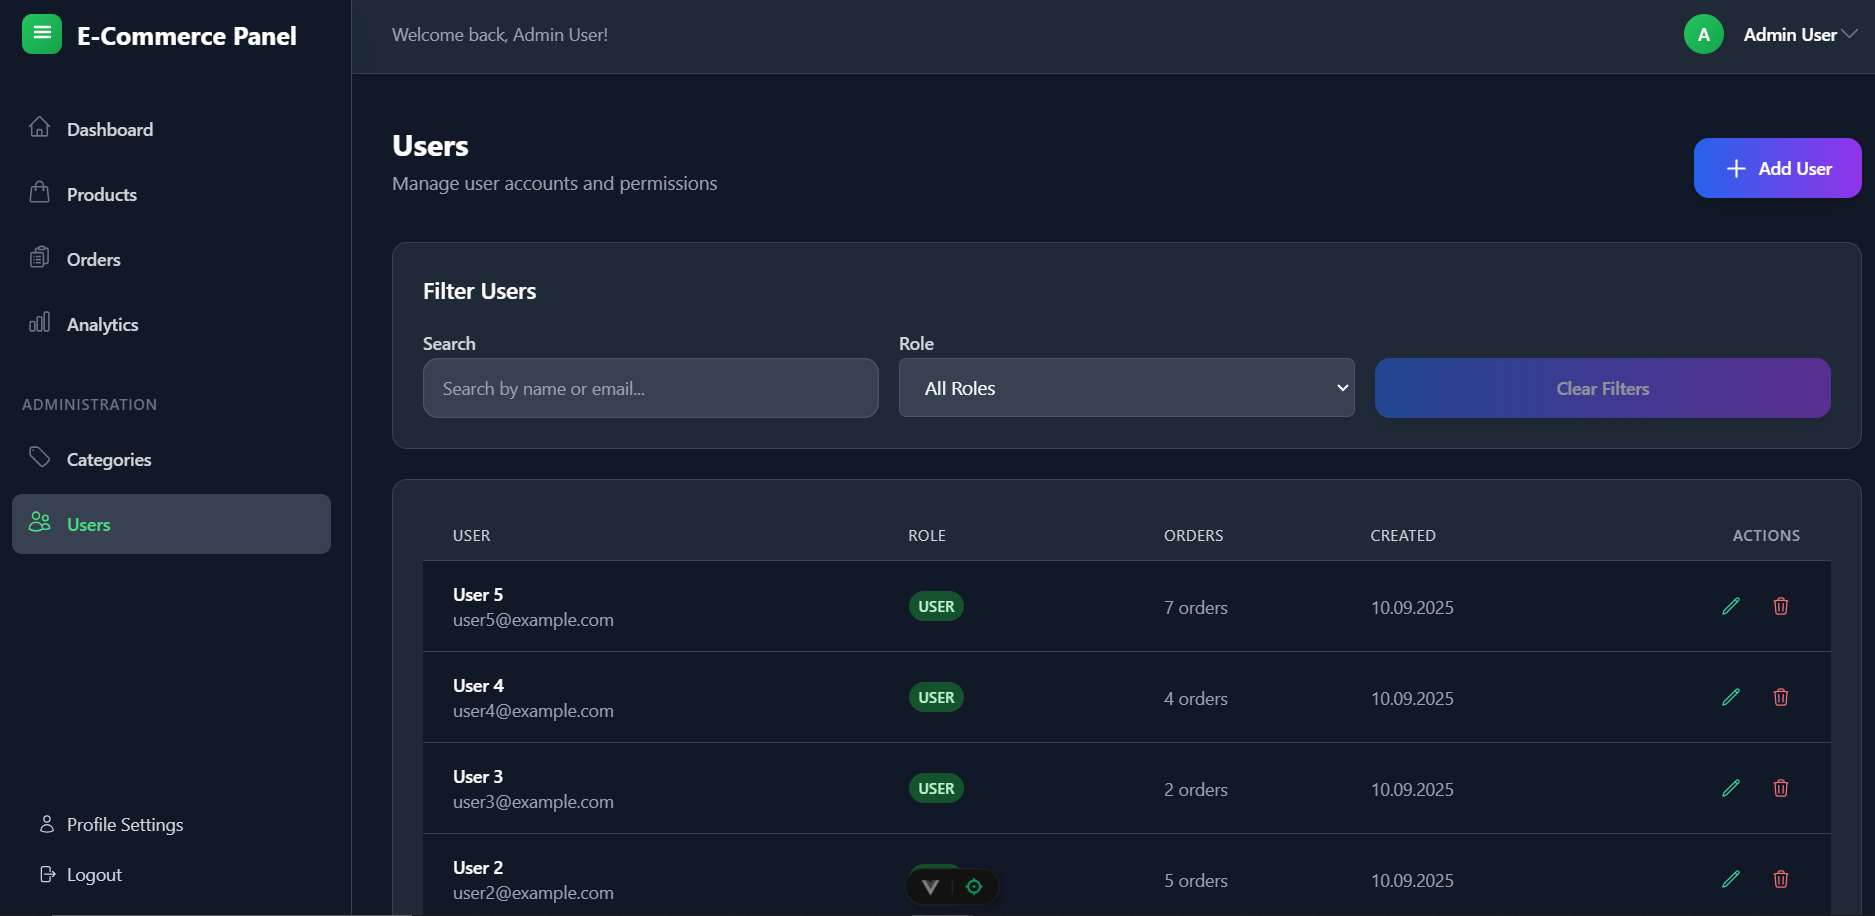 E-Commerce Panel
Welcome back, Admin User!
A
Admin User
Dashboard
Products
Orders
Analytics
ADMINISTRATION
Categories
Users
Profile Settings
Logout
Users
Manage user accounts and permissions
Add User
Filter Users
Search
Role
Search by name or email...
All Roles
Clear Filters
USER ROLE ORDERS CREATED ACTIONS
User 5
user5@example.com
USER
7 orders
10.09.2025
User 4
user4@example.com
USER
4 orders
10.09.2025
User 3
user3@example.com
USER
2 orders
10.09.2025
User 2
user2@example.com
5 orders
10.09.2025